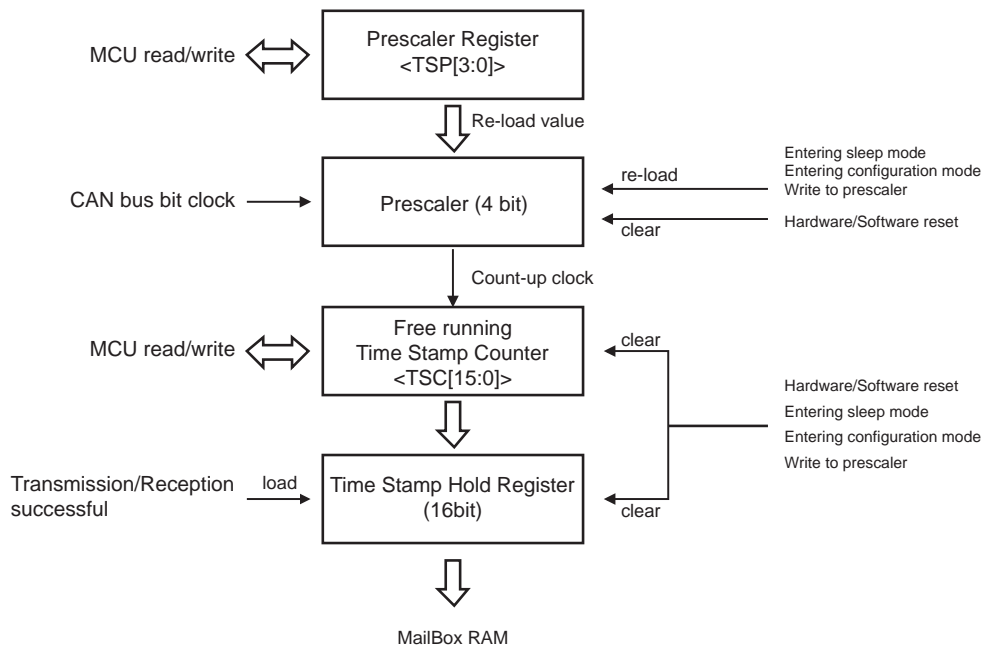 Prescaler Register
<TSP[3:0]>
MCU read/write
Re-load value
Entering sleep mode
Entering configuration mode
Write to prescaler
re-load
CAN bus bit clock
Prescaler (4 bit)
Hardware/Software reset
clear
Count-up clock
Free running
Time Stamp Counter
<TSC[15:0]>
MCU read/write
clear
Hardware/Software reset
Entering sleep mode
Entering configuration mode
Write to prescaler
Transmission/Reception
successful
load
Time Stamp Hold Register
(16bit)
clear
MailBox RAM